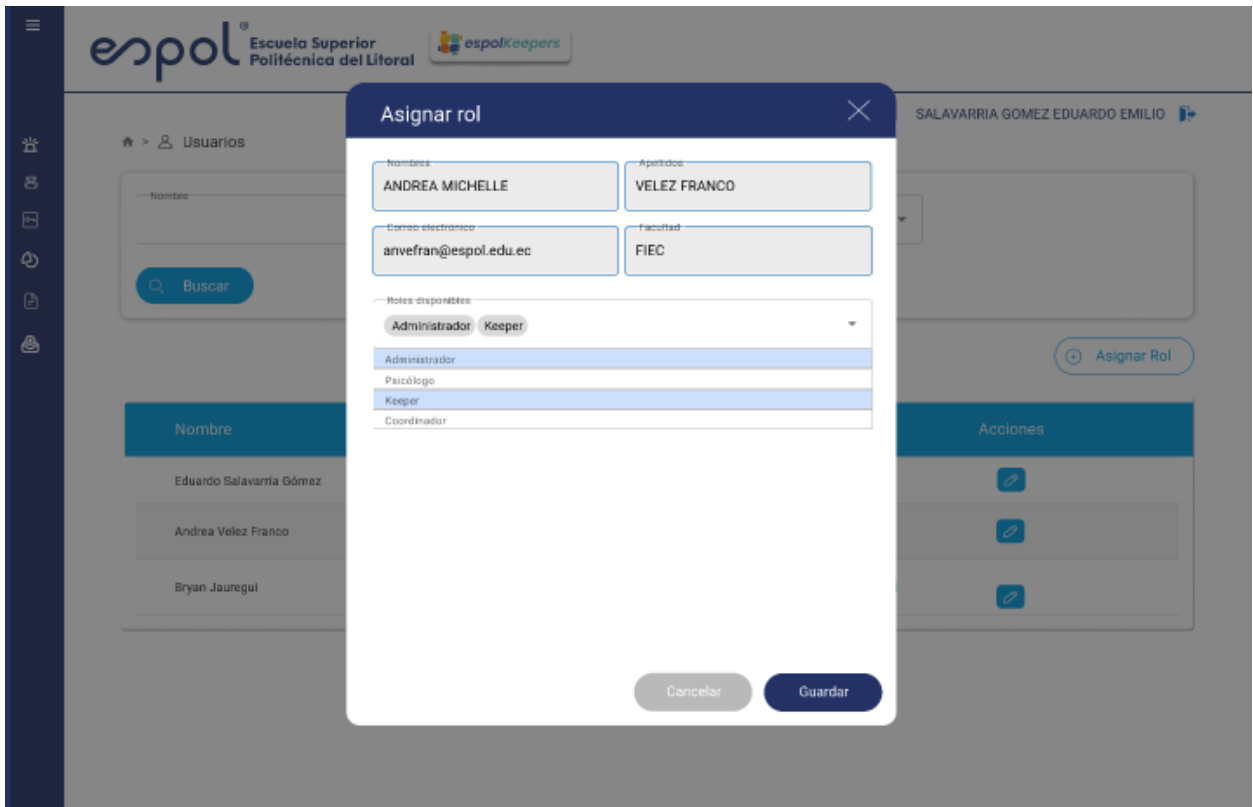 espol
Escuela Superior
Politécnica del Litoral
espolKeepers
SALAVARRIA GOMEZ EDUARDO EMILIO
> Usuarios
Nombre
Buscar
Asignar Rol
Nombre
Acciones
Eduardo Salavarría Gómez
Andrea Velez Franco
Bryan Jauregui
Asignar rol
Nombres
ANDREA MICHELLE
Apellidos
VELEZ FRANCO
Correo electrónico
anvefran@espol.edu.ec
Facultad
FIEC
Roles disponibles
Administrador Keeper
Administrador
Psicólogo
Keeper
Coordinador
Cancelar
Guardar